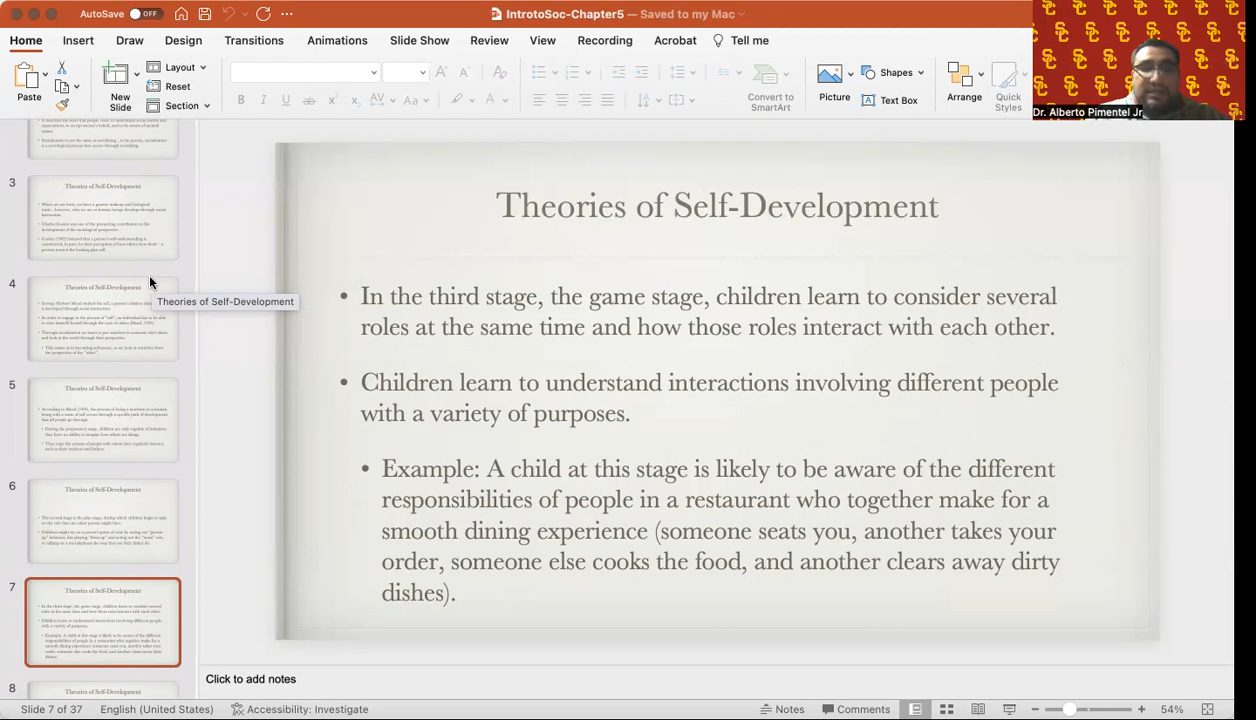 AutoSave OFF IntrotoSoc-Chapter5 — Saved to my Mac
Home Insert Draw Design Transitions Animations Slide Show Review View Recording Acrobat Tell me
Paste
New Slide
Layout
Reset
Section
Convert to SmartArt
Picture
Shapes
Text Box
Arrange
Quick Styles
SC
Dr. Alberto Pimentel Jr
3
Theories of Self-Development
4
Theories of Self-Development
Theories of Self-Development
5
Theories of Self-Development
6
Theories of Self-Development
7
Theories of Self-Development
8
Theories of Self-Development
Theories of Self-Development
• In the third stage, the game stage, children learn to consider several
roles at the same time and how those roles interact with each other.
• Children learn to understand interactions involving different people
with a variety of purposes.
• Example: A child at this stage is likely to be aware of the different
responsibilities of people in a restaurant who together make for a
smooth dining experience (someone seats you, another takes your
order, someone else cooks the food, and another clears away dirty
dishes).
Click to add notes
Slide 7 of 37 English (United States) Accessibility: Investigate Notes Comments 54%